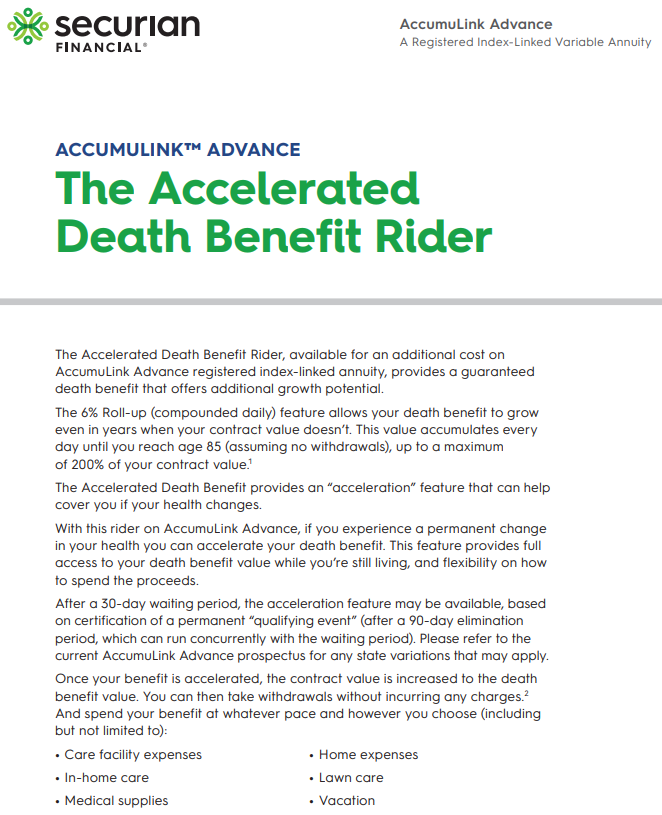 securian
FINANCIAL®
AccumuLink Advance
A Registered Index-Linked Variable Annuity
ACCUMULINK™ ADVANCE
The Accelerated
Death Benefit Rider
The Accelerated Death Benefit Rider, available for an additional cost on
AccumuLink Advance registered index-linked annuity, provides a guaranteed
death benefit that offers additional growth potential.
The 6% Roll-up (compounded daily) feature allows your death benefit to grow
even in years when your contract value doesn't. This value accumulates every
day until you reach age 85 (assuming no withdrawals), up to a maximum
of 200% of your contract value.¹
The Accelerated Death Benefit provides an “acceleration” feature that can help
cover you if your health changes.
With this rider on AccumuLink Advance, if you experience a permanent change
in your health you can accelerate your death benefit. This feature provides full
access to your death benefit value while you're still living, and flexibility on how
to spend the proceeds.
After a 30-day waiting period, the acceleration feature may be available, based
on certification of a permanent “qualifying event” (after a 90-day elimination
period, which can run concurrently with the waiting period). Please refer to the
current AccumuLink Advance prospectus for any state variations that may apply.
Once your benefit is accelerated, the contract value is increased to the death
benefit value. You can then take withdrawals without incurring any charges.²
And spend your benefit at whatever pace and however you choose (including
but not limited to):
• Care facility expenses
• In-home care
• Medical supplies
• Home expenses
• Lawn care
• Vacation